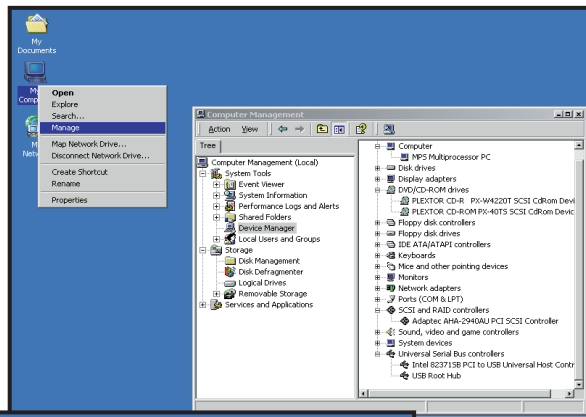 My
Documents
My
Comp
M
Net
Open
Explore
Search...
Manage
Map Network Drive...
Disconnect Network Drive...
Create Shortcut
Rename
Properties
Computer Management
Action View
Tree
Computer Management (Local)
System Tools
Event Viewer
System Information
Performance Logs and Alerts
Shared Folders
Device Manager
Local Users and Groups
Storage
Disk Management
Disk Defragmenter
Logical Drives
Removable Storage
Services and Applications
Computer
MPS Multiprocessor PC
Disk drives
Display adapters
DVD/CD-ROM drives
PLEXTOR CD-R PX-W4220T SCSI CdRom Devi
PLEXTOR CD-ROM PX-40TS SCSI CdRom Devic
Floppy disk controllers
Floppy disk drives
IDE ATA/ATAPI controllers
Keyboards
Mice and other pointing devices
Monitors
Network adapters
Ports (COM & LPT)
SCSI and RAID controllers
Adaptec AHA-2940AU PCI SCSI Controller
Sound, video and game controllers
System devices
Universal Serial Bus controllers
Intel 82371SB PCI to USB Universal Host Contr
USB Root Hub